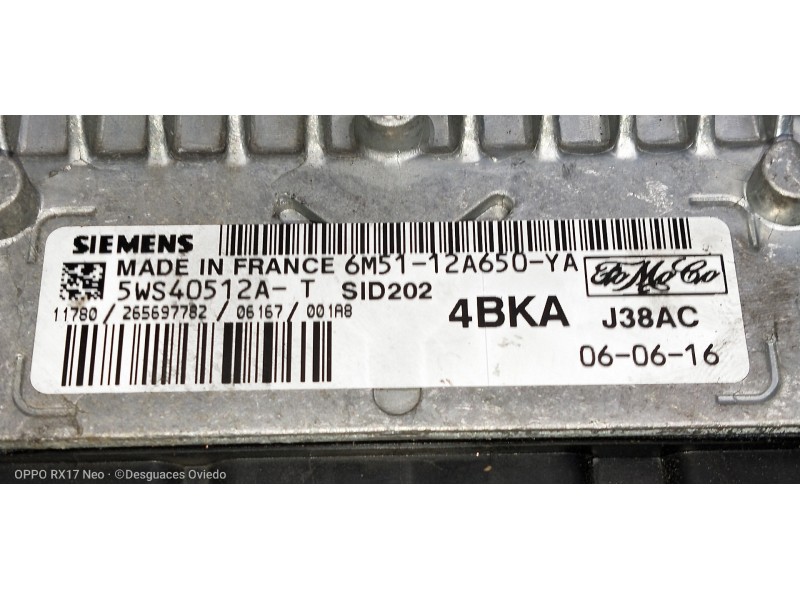 SIEMENS
MADE IN FRANCE 6M51-12A650-YA
FoMoCo
5WS40512A-T SID202
11780/265697782/06167/001A8
4BKA J38AC
06-06-16
OPPO RX17 Neo · ©Desguaces Oviedo